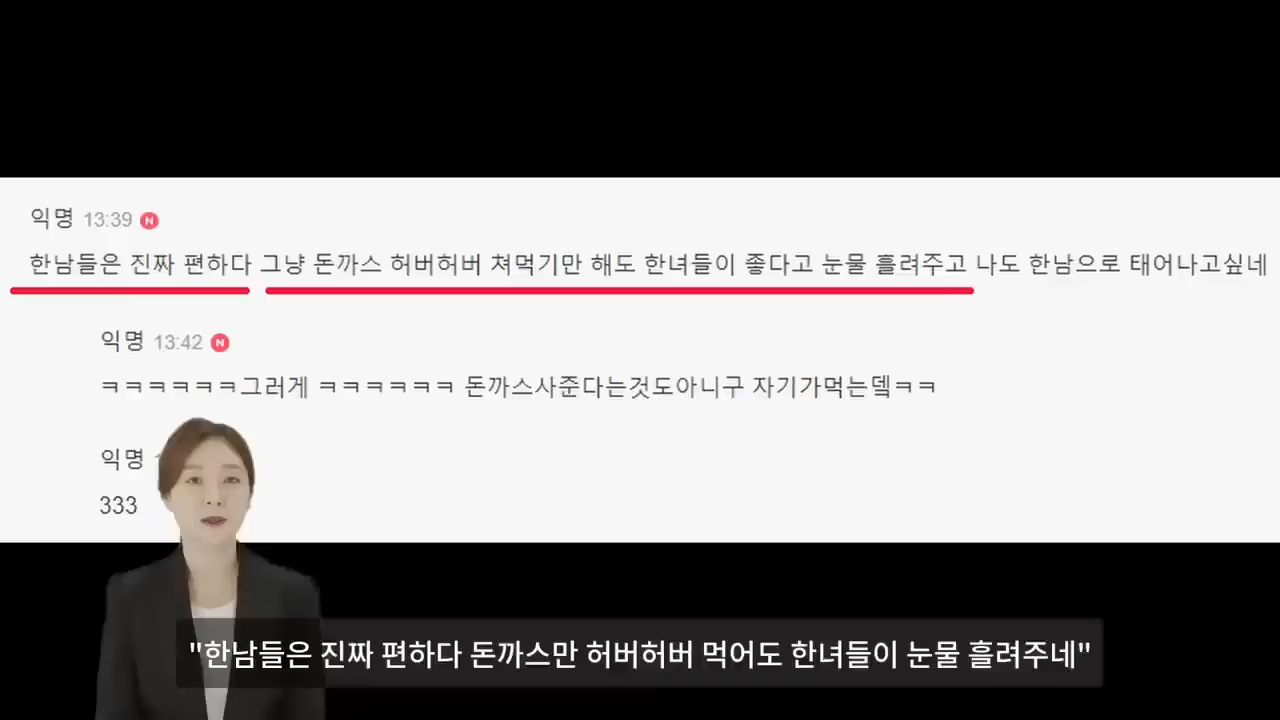 익명 13:39 N
한남들은 진짜 편하다 그냥 돈까스 허버허버 쳐먹기만 해도 한녀들이 좋다고 눈물 흘려주고 나도 한남으로 태어나고싶네
익명 13:42 N
ㅋㅋㅋㅋㅋㅋ그러게 ㅋㅋㅋㅋㅋㅋ 돈까스사준다는것도아니구 자기가먹는뎈ㅋㅋ
익명
333
"한남들은 진짜 편하다 돈까스만 허버허버 먹어도 한녀들이 눈물 흘려주네"